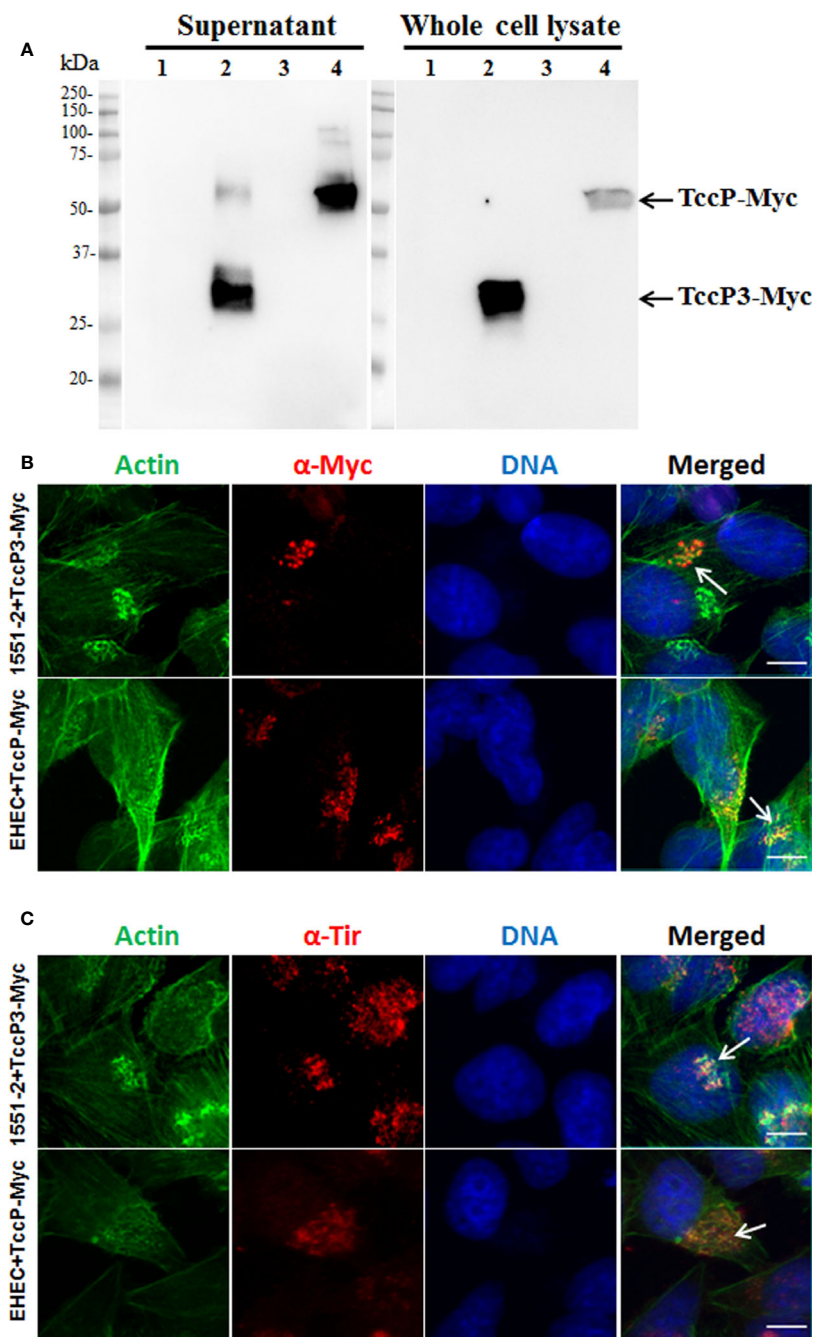 A
Supernatant
Whole cell lysate
kDa
1 2 3 4
1 2 3 4
250-
150-
100-
75-
50-
37-
25-
20-
TccP-Myc
TccP3-Myc
B
Actin
α-Myc
DNA
Merged
1551-2+TccP3-Myc
EHEC+TccP-Myc
C
Actin
α-Tir
DNA
Merged
1551-2+TccP3-Myc
EHEC+TccP-Myc